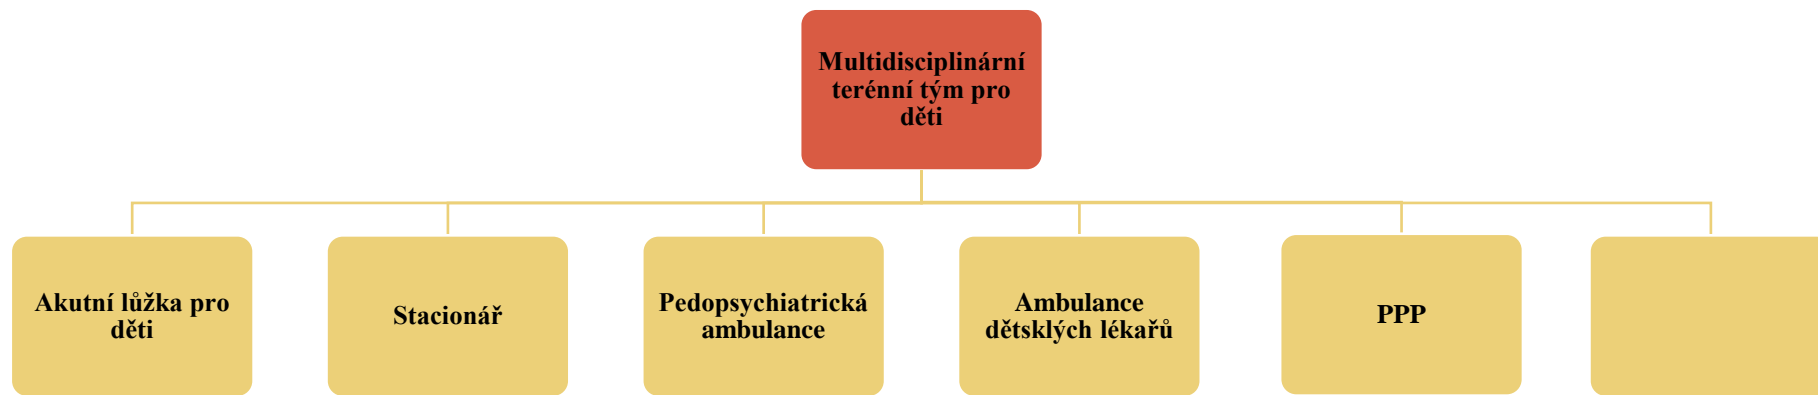 Multidisciplinární
terénní tým pro
děti
Akutní lůžka pro
děti
Stacionář
Pedopsychiatrická
ambulance
Ambulance
dětsklých lékařů
PPP